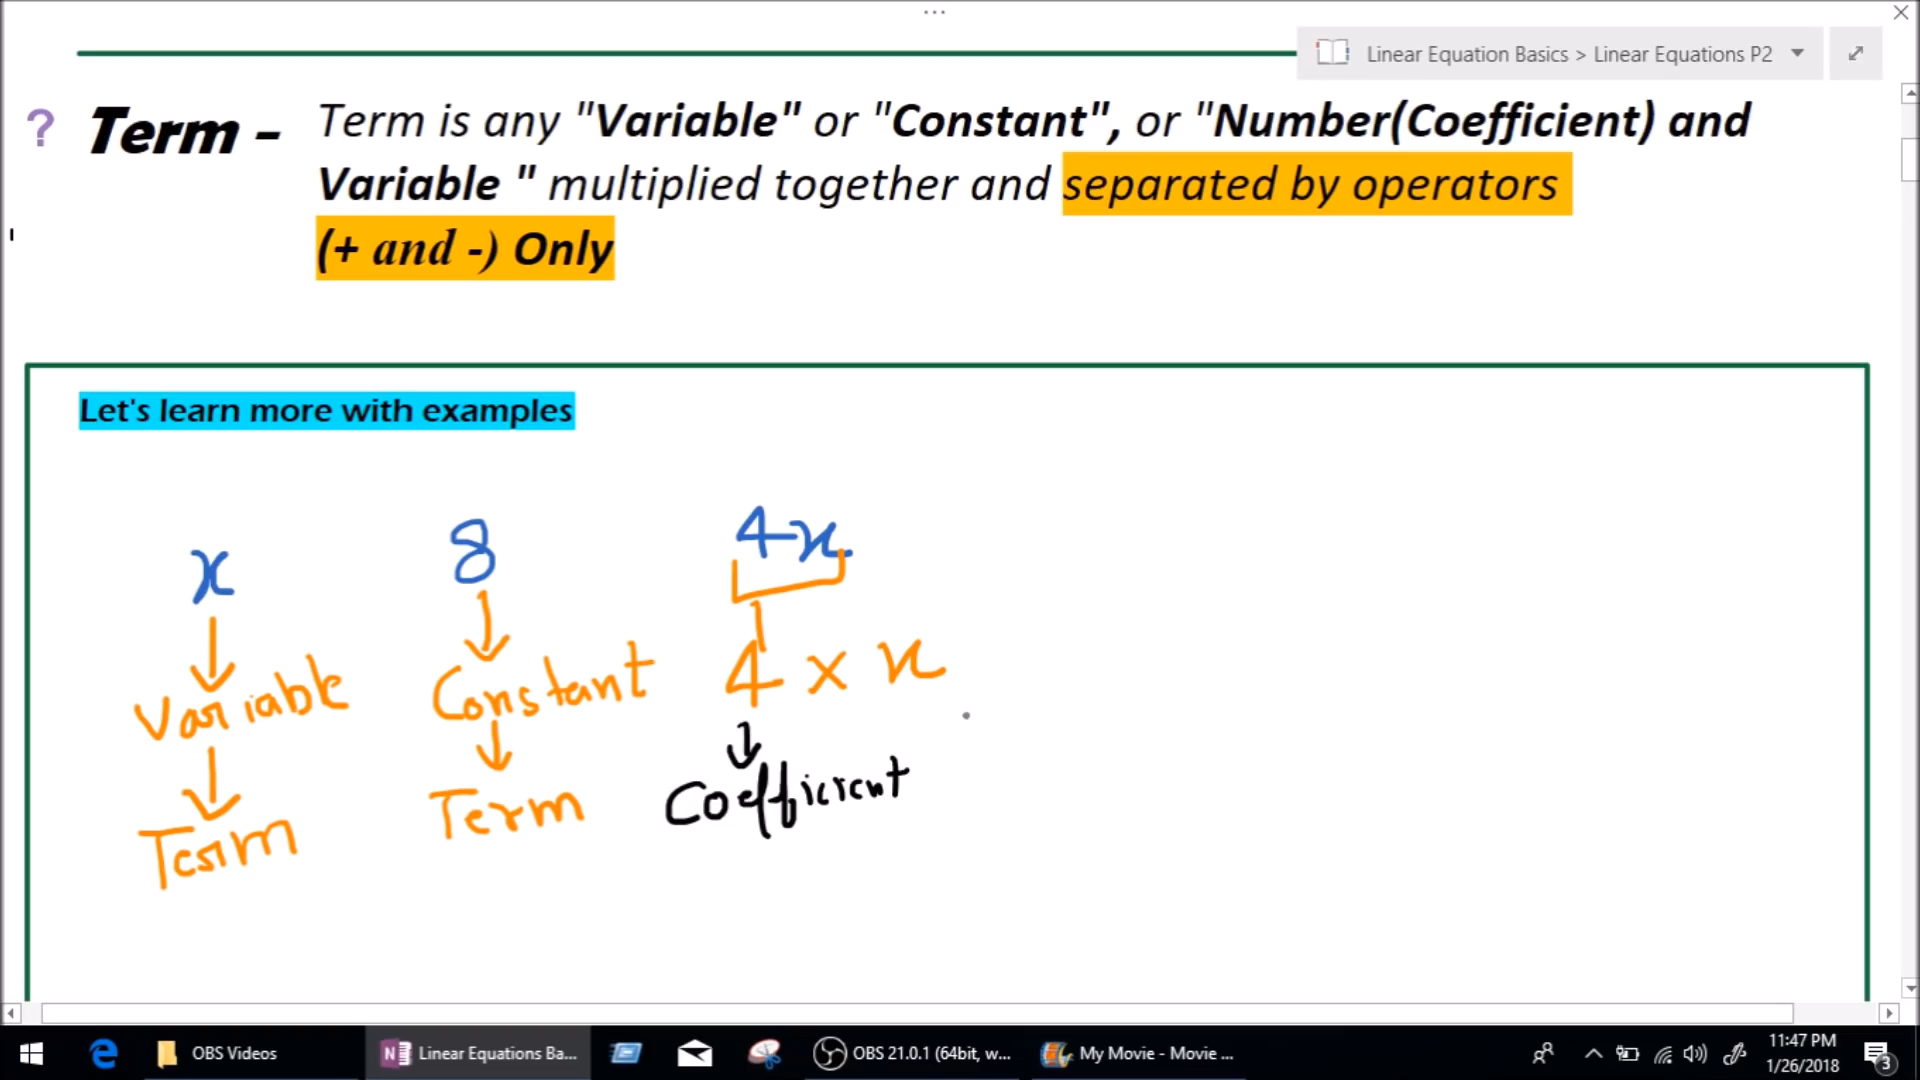 ...
Linear Equation Basics > Linear Equations P2
? Term - Term is any "Variable" or "Constant", or "Number(Coefficient) and
Variable " multiplied together and separated by operators
(+ and -) Only
Let's learn more with examples
x 8 4x
Variable Constant 4 × x
Term Term Coefficient
OBS Videos Linear Equations Ba... OBS 21.0.1 (64bit, w... My Movie - Movie ... 11:47 PM
1/26/2018 3